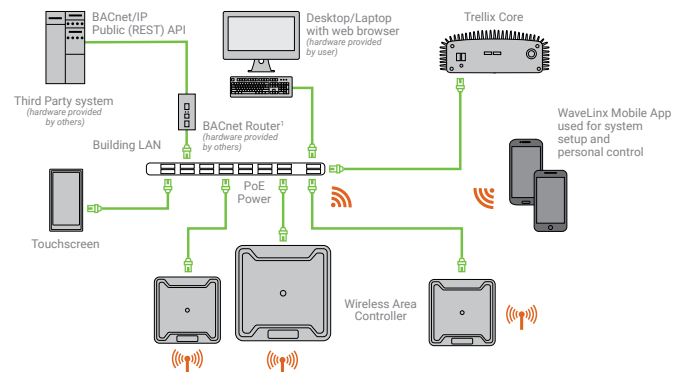 BACnet/IP
Public (REST) API
Desktop/Laptop
with web browser
(hardware provided
by user)
Trellix Core
Third Party system
(hardware provided
by others)
BACnet Router¹
(hardware provided
by others)
Building LAN
WaveLinx Mobile App
used for system
setup and
personal control
PoE
Power
Touchscreen
Wireless Area
Controller